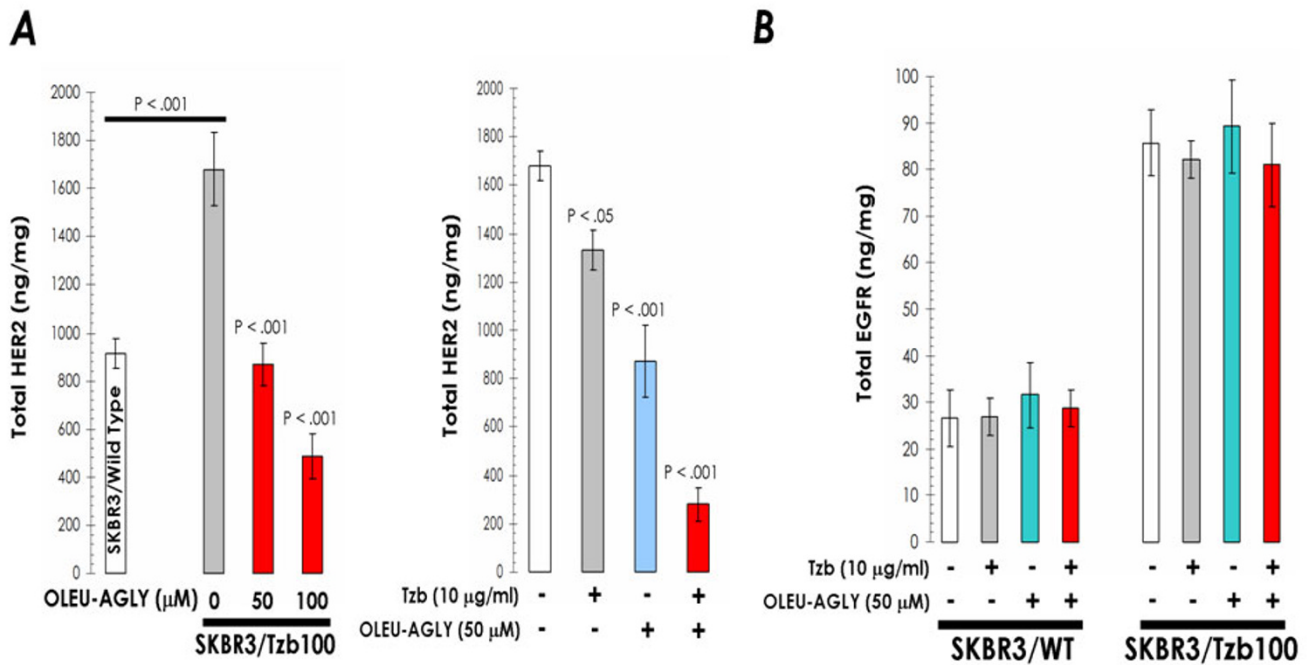 A
B
Total HER2 (ng/mg)
2000
1800
1600
1400
1200
1000
800
600
400
200
0
P < .001
P < .001
P < .001
SKBR3/Wild Type
OLEU-AGLY (μM) 0 50 100
SKBR3/Tzb100
Total HER2 (ng/mg)
2000
1800
1600
1400
1200
1000
800
600
400
200
0
P < .05
P < .001
P < .001
Tzb (10 μg/ml) - + - +
OLEU-AGLY (50 μM) - - + +
Total EGFR (ng/mg)
100
90
80
70
60
50
40
30
20
10
0
Tzb (10 μg/ml) - + - + - + - +
OLEU-AGLY (50 μM) - - + + - - + +
SKBR3/WT SKBR3/Tzb100